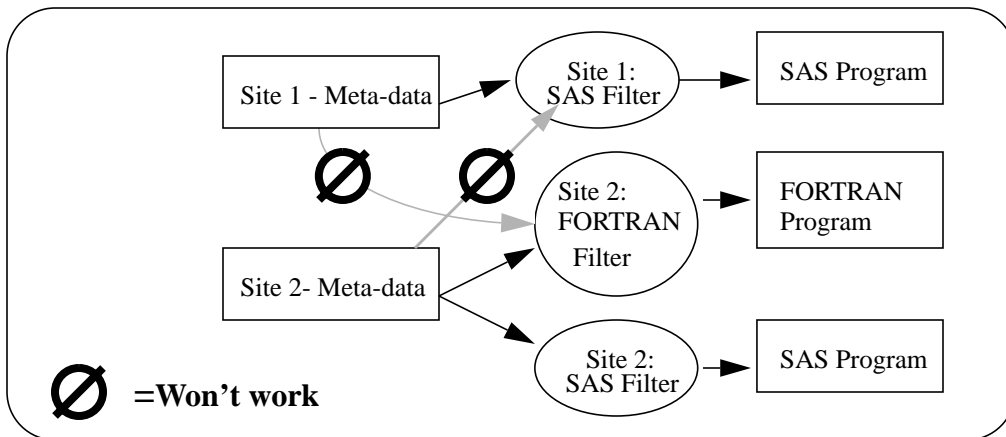 Site 1 - Meta-data
Site 1:
SAS Filter
SAS Program
Site 2:
FORTRAN
Filter
FORTRAN
Program
Site 2- Meta-data
Site 2:
SAS Filter
SAS Program
=Won't work